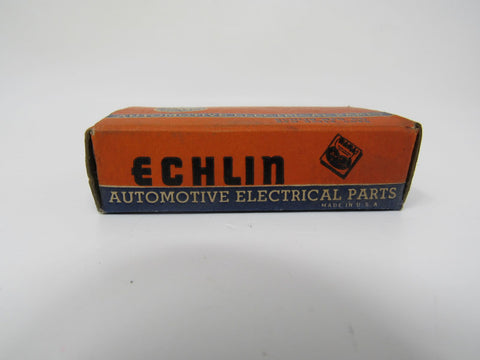 ECHLIN
AUTOMOTIVE ELECTRICAL PARTS
MADE IN U.S.A.